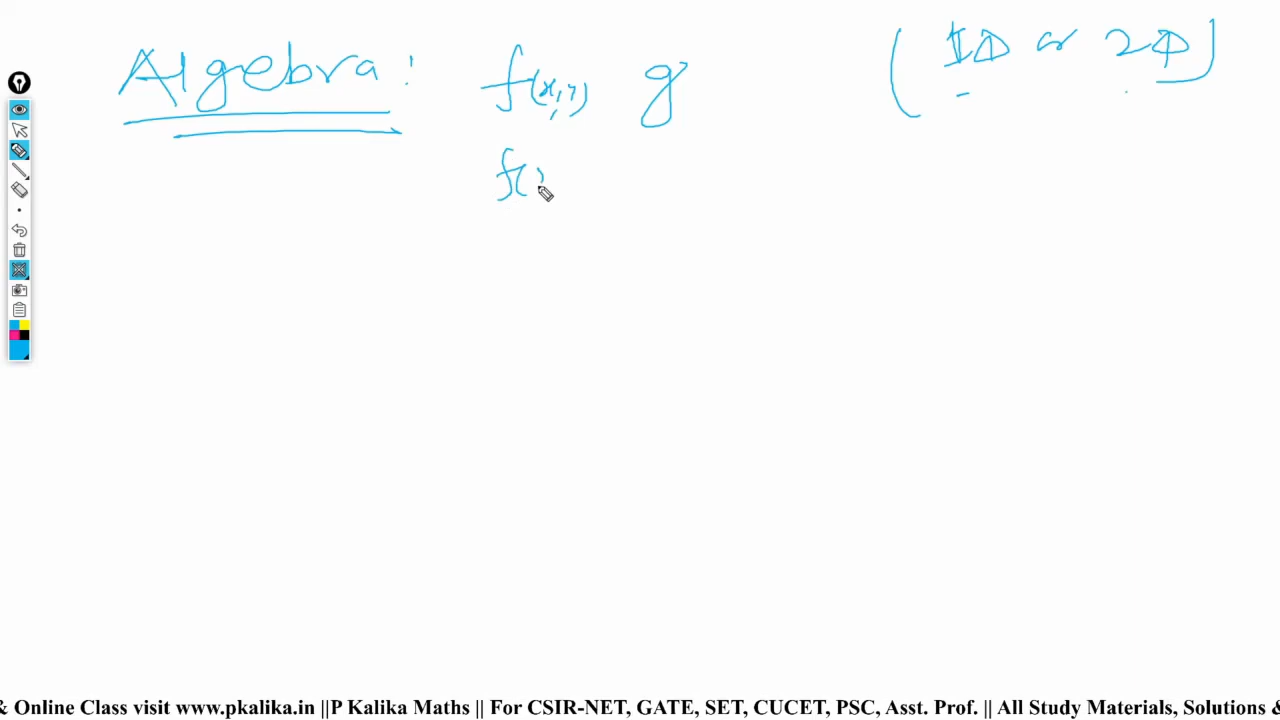 Algebra : f(x,y) g (1D or 2D)
f(
& Online Class visit www.pkalika.in ||P Kalika Maths || For CSIR-NET, GATE, SET, CUCET, PSC, Asst. Prof. || All Study Materials, Solutions &